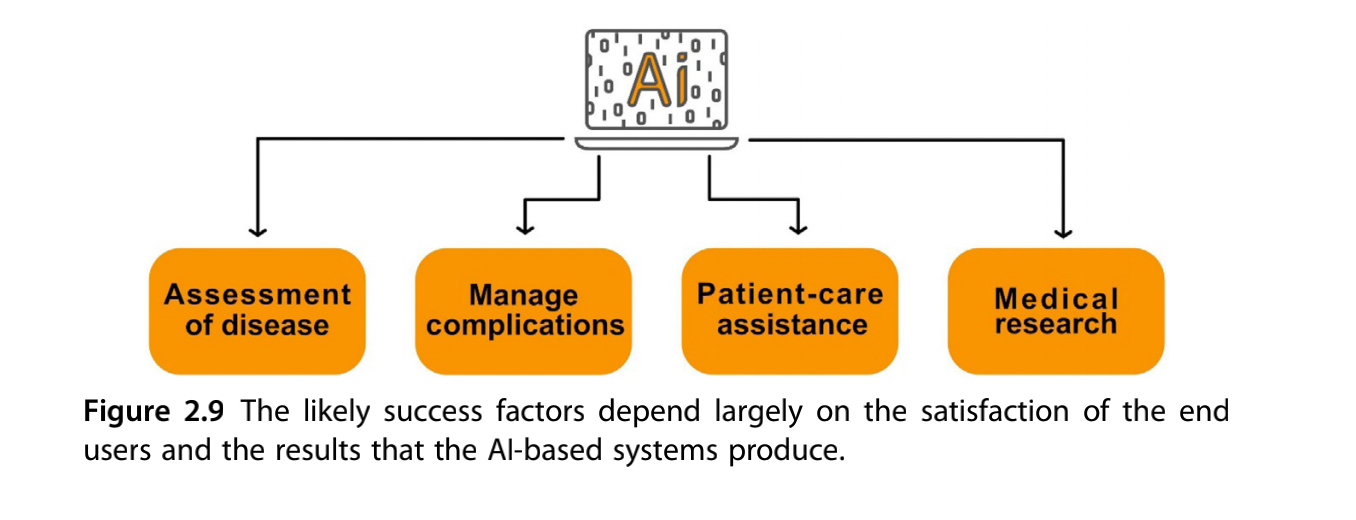 Ai
Assessment
of disease
Manage
complications
Patient-care
assistance
Medical
research
Figure 2.9 The likely success factors depend largely on the satisfaction of the end
users and the results that the AI-based systems produce.